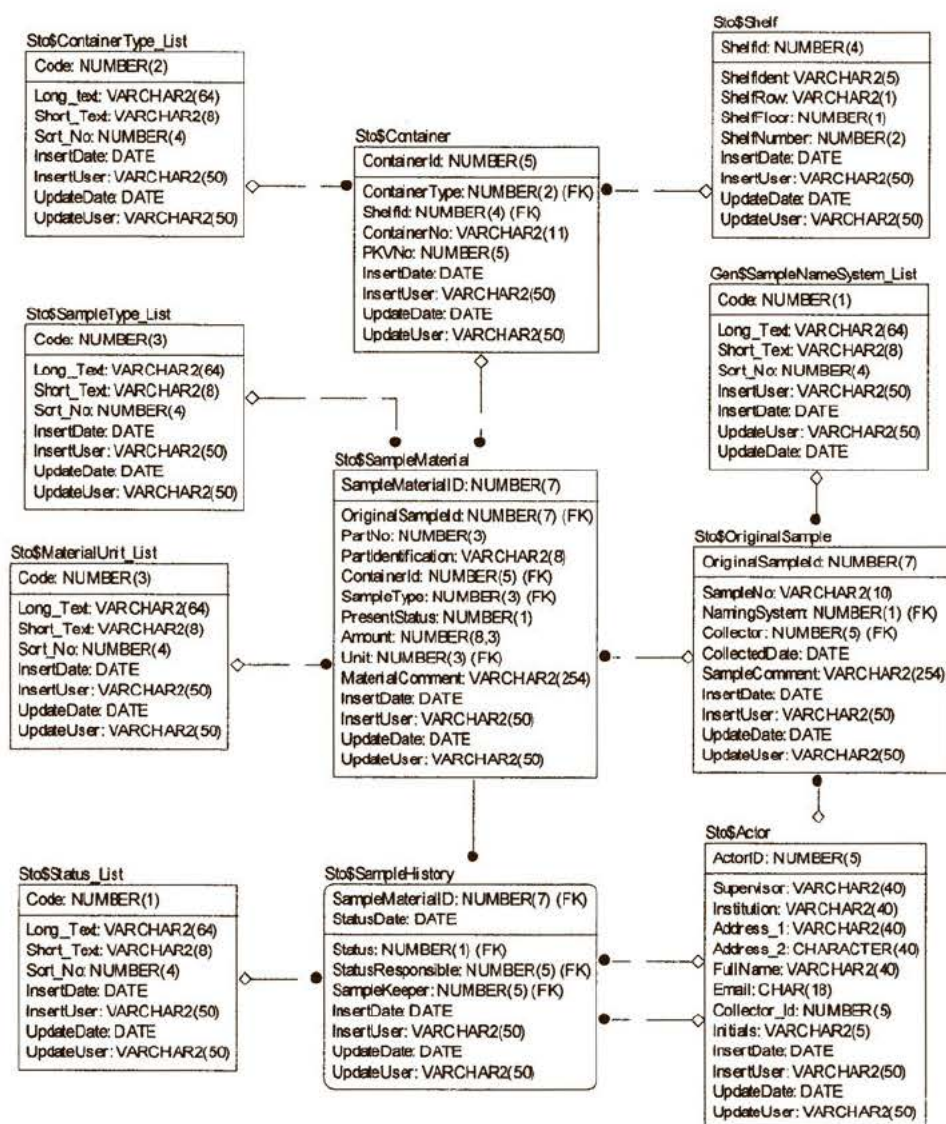 Sto$ContainerType_List
Code: NUMBER(2)
Long_text: VARCHAR2(64)
Short_Text: VARCHAR2(8)
Sort_No: NUMBER(4)
InsertDate: DATE
InsertUser: VARCHAR2(50)
UpdateDate: DATE
UpdateUser: VARCHAR2(50)
Sto$Container
ContainerId: NUMBER(5)
ContainerType: NUMBER(2) (FK)
ShelfId: NUMBER(4) (FK)
ContainerNo: VARCHAR2(11)
PKVNo: NUMBER(5)
InsertDate: DATE
InsertUser: VARCHAR2(50)
UpdateDate: DATE
UpdateUser: VARCHAR2(50)
Sto$Shelf
ShelfId: NUMBER(4)
ShelfIdent: VARCHAR2(5)
ShelfRow: VARCHAR2(1)
ShelfFloor: NUMBER(1)
ShelfNumber: NUMBER(2)
InsertDate: DATE
InsertUser: VARCHAR2(50)
UpdateDate: DATE
UpdateUser: VARCHAR2(50)
Sto$SampleType_List
Code: NUMBER(3)
Long_Text: VARCHAR2(64)
Short_Text: VARCHAR2(8)
Sort_No: NUMBER(4)
InsertDate: DATE
InsertUser: VARCHAR2(50)
UpdateDate: DATE
UpdateUser: VARCHAR2(50)
Gen$SampleNameSystem_List
Code: NUMBER(1)
Long_Text: VARCHAR2(64)
Short_Text: VARCHAR2(8)
Sort_No: NUMBER(4)
InsertUser: VARCHAR2(50)
InsertDate: DATE
UpdateUser: VARCHAR2(50)
UpdateDate: DATE
Sto$SampleMaterial
SampleMaterialID: NUMBER(7)
OriginalSampleId: NUMBER(7) (FK)
PartNo: NUMBER(3)
PartIdentification: VARCHAR2(8)
ContainerId: NUMBER(5) (FK)
SampleType: NUMBER(3) (FK)
PresentStatus: NUMBER(1)
Amount: NUMBER(8,3)
Unit: NUMBER(3) (FK)
MaterialComment: VARCHAR2(254)
InsertDate: DATE
InsertUser: VARCHAR2(50)
UpdateDate: DATE
UpdateUser: VARCHAR2(50)
Sto$MaterialUnit_List
Code: NUMBER(3)
Long_Text: VARCHAR2(64)
Short_Text: VARCHAR2(8)
Sort_No: NUMBER(4)
InsertDate: DATE
InsertUser: VARCHAR2(50)
UpdateDate: DATE
UpdateUser: VARCHAR2(50)
Sto$OriginalSample
OriginalSampleId: NUMBER(7)
SampleNo: VARCHAR2(10)
NamingSystem: NUMBER(1) (FK)
Collector: NUMBER(5) (FK)
CollectedDate: DATE
SampleComment: VARCHAR2(254)
InsertDate: DATE
InsertUser: VARCHAR2(50)
UpdateDate: DATE
UpdateUser: VARCHAR2(50)
Sto$Status_List
Code: NUMBER(1)
Long_Text: VARCHAR2(64)
Short_Text: VARCHAR2(8)
Sort_No: NUMBER(4)
InsertDate: DATE
InsertUser: VARCHAR2(50)
UpdateDate: DATE
UpdateUser: VARCHAR2(50)
Sto$SampleHistory
SampleMaterialID: NUMBER(7) (FK)
StatusDate: DATE
Status: NUMBER(1) (FK)
StatusResponsible: NUMBER(5) (FK)
SampleKeeper: NUMBER(5) (FK)
InsertDate: DATE
InsertUser: VARCHAR2(50)
UpdateDate: DATE
UpdateUser: VARCHAR2(50)
Sto$Actor
ActorID: NUMBER(5)
Supervisor: VARCHAR2(40)
Institution: VARCHAR2(40)
Address_1: VARCHAR2(40)
Address_2: CHARACTER(40)
FullName: VARCHAR2(40)
Email: CHAR(18)
Collector_Id: NUMBER(5)
Initials: VARCHAR2(5)
InsertDate: DATE
InsertUser: VARCHAR2(50)
UpdateDate: DATE
UpdateUser: VARCHAR2(50)